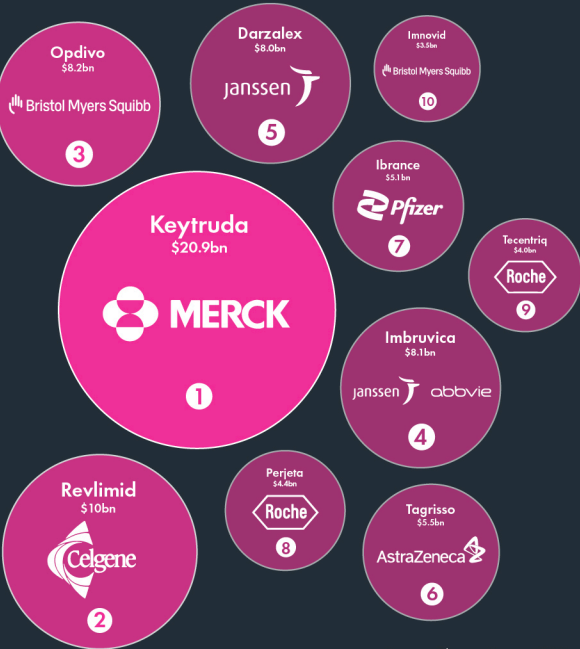 Opdivo
$8.2bn
Bristol Myers Squibb
3
Darzalex
$8.0bn
janssen
5
Imnovid
$3.5bn
Bristol Myers Squibb
10
Ibrance
$5.1bn
Pfizer
7
Keytruda
$20.9bn
MERCK
1
Tecentriq
$4.0bn
Roche
9
Imbruvica
$8.1bn
janssen abbvie
4
Revlimid
$10bn
Celgene
2
Perjeta
$4.4bn
Roche
8
Tagrisso
$5.5bn
AstraZeneca
6